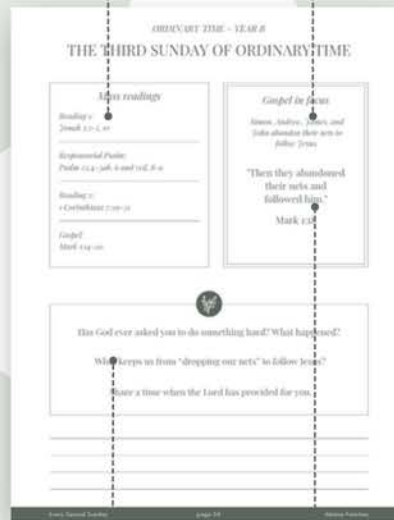 ORDINARY TIME - YEAR B
THE THIRD SUNDAY OF ORDINARY TIME
Mass readings
Reading 1:
Jonah 3:1-5, 10
Responsorial Psalm:
Psalm 25:4-5ab, 6 and 7cd, 8-9
Reading 2:
1 Corinthians 7:29-31
Gospel:
Mark 1:14-20
Gospel in focus
Simon, Andrew, James, and
John abandon their nets to
follow Jesus.
"Then they abandoned
their nets and
followed him."
Mark 1:18
Has God ever asked you to do something hard? What happened?
What keeps us from "dropping our nets" to follow Jesus?
Share a time when the Lord has provided for you.
Every Sacred Sunday
page